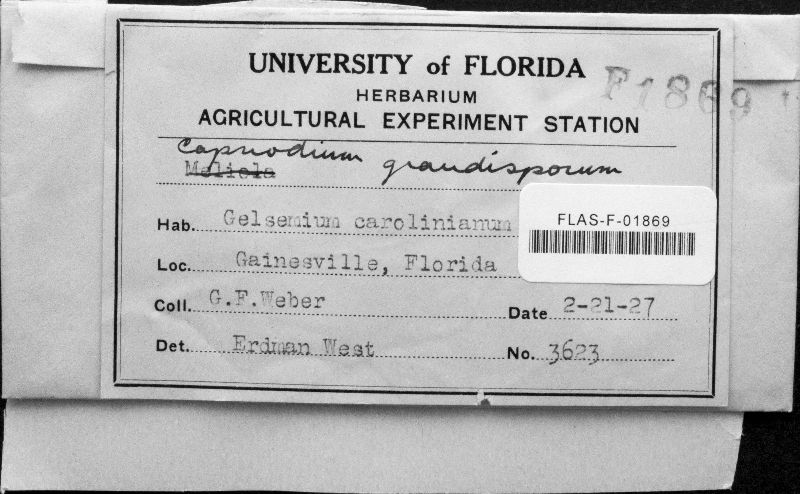 UNIVERSITY of FLORIDA
F1869
HERBARIUM
AGRICULTURAL EXPERIMENT STATION
Capnodium grandisporum
Meliola
Hab. Gelsemium carolinianum
FLAS-F-01869
Loc. Gainesville, Florida
Coll. G.F.Weber
Date 2-21-27
Det. Erdman West
No. 3623